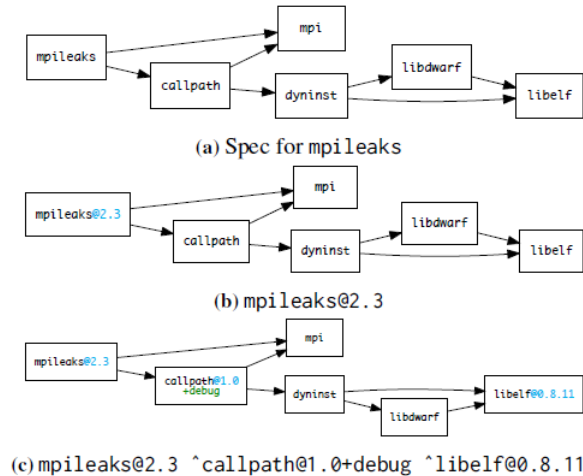 mpi
mpileaks
libdwarf
callpath
dyninst
libelf
(a) Spec for mpileaks
mpi
mpileaks@2.3
libdwarf
callpath
dyninst
libelf
(b) mpileaks@2.3
mpi
mpileaks@2.3
callpath@1.0
+debug
dyninst
libelf@0.8.11
libdwarf
(c) mpileaks@2.3 ^callpath@1.0+debug ^libelf@0.8.11